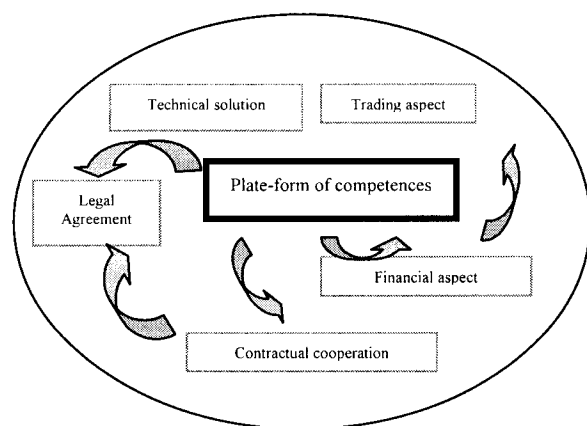 Technical solution
Trading aspect
Plate-form of competences
Legal
Agreement
Financial aspect
Contractual cooperation